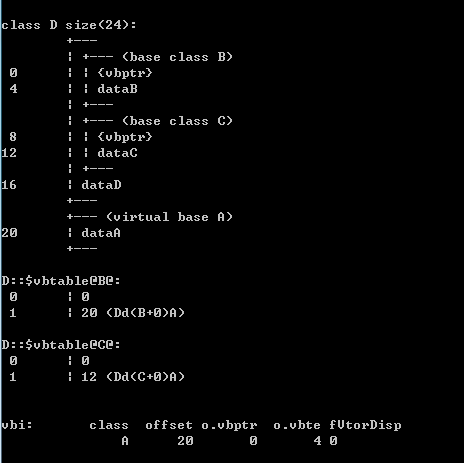 class D size(24):
        +---
        ¦ +--- (base class B)
 0      ¦ ¦ {vbptr}
 4      ¦ ¦ dataB
        ¦ +---
        ¦ +--- (base class C)
 8      ¦ ¦ {vbptr}
12      ¦ ¦ dataC
        ¦ +---
16      ¦ dataD
        +---
        +--- (virtual base A)
20      ¦ dataA
        +---
D::$vbtable@B@:
 0      ¦ 0
 1      ¦ 20 (Dd(B+0)A)
D::$vbtable@C@:
 0      ¦ 0
 1      ¦ 12 (Dd(C+0)A)
vbi:       class  offset o.vbptr  o.vbte fVtorDisp
               A      20       0       4 0